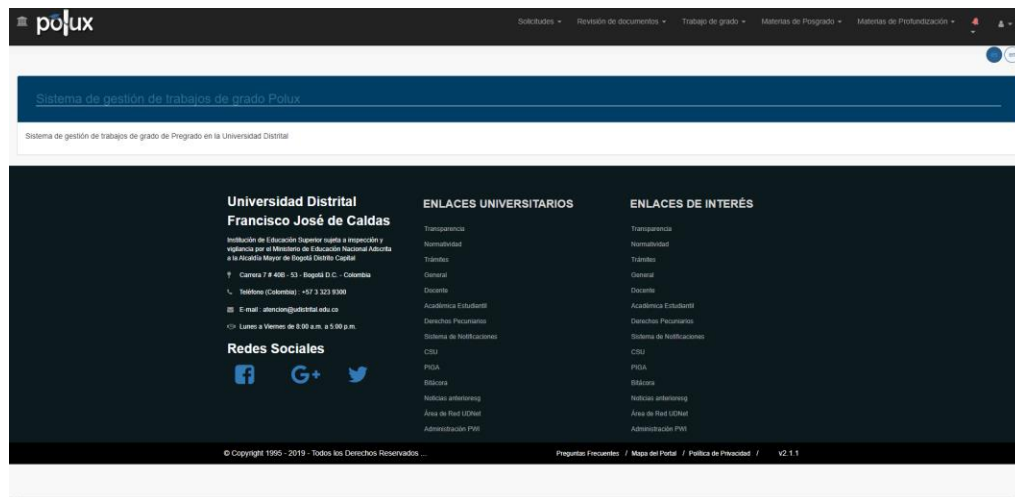 polux
Solicitudes
Revisión de documentos
Trabajo de grado
Materias de Posgrado
Materias de Profundización
Sistema de gestión de trabajos de grado Polux
Sistema de gestión de trabajos de grado de Pregrado en la Universidad Distrital
Universidad Distrital
Francisco José de Caldas
Institución de Educación Superior sujeta a inspección y
vigilancia por el Ministerio de Educación Nacional Adscrita
a la Alcaldía Mayor de Bogotá Distrito Capital
Carrera 7 # 40B - 53 - Bogotá D.C. - Colombia
Teléfono (Colombia) : +57 3 323 9300
E-mail : atencion@udistrital.edu.co
Lunes a Viernes de 8:00 a.m. a 5:00 p.m.
Redes Sociales
ENLACES UNIVERSITARIOS
Transparencia
Normatividad
Trámites
General
Docente
Académica Estudiantil
Derechos Pecuniarios
Sistema de Notificaciones
CSU
PIGA
Bitácora
Noticias anterioresg
Área de Red UDNet
Administración PWI
ENLACES DE INTERÉS
Transparencia
Normatividad
Trámites
General
Docente
Académica Estudiantil
Derechos Pecuniarios
Sistema de Notificaciones
CSU
PIGA
Bitácora
Noticias anterioresg
Área de Red UDNet
Administración PWI
© Copyright 1995 - 2019 - Todos los Derechos Reservados ...
Preguntas Frecuentes / Mapa del Portal / Política de Privacidad / v2.1.1